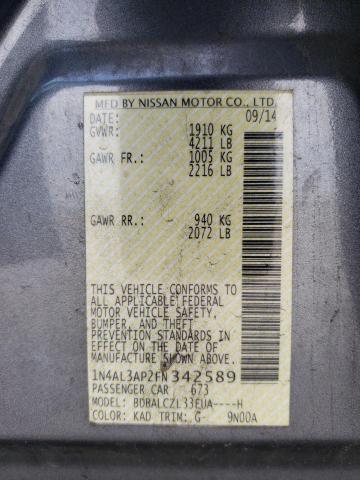 MFD BY NISSAN MOTOR CO., LTD.
DATE: 09/14
GVWR: 1910 KG
4211 LB
GAWR FR.: 1005 KG
2216 LB
GAWR RR.: 940 KG
2072 LB
THIS VEHICLE CONFORMS TO
ALL APPLICABLE FEDERAL
MOTOR VEHICLE SAFETY,
BUMPER, AND THEFT
PREVENTION STANDARDS IN
EFFECT ON THE DATE OF
MANUFACTURE SHOWN ABOVE.
1N4AL3AP2FN342589
PASSENGER CAR 673
MODEL: BDBALCZL33EUA----H
COLOR: KAD TRIM: G- 9N00A